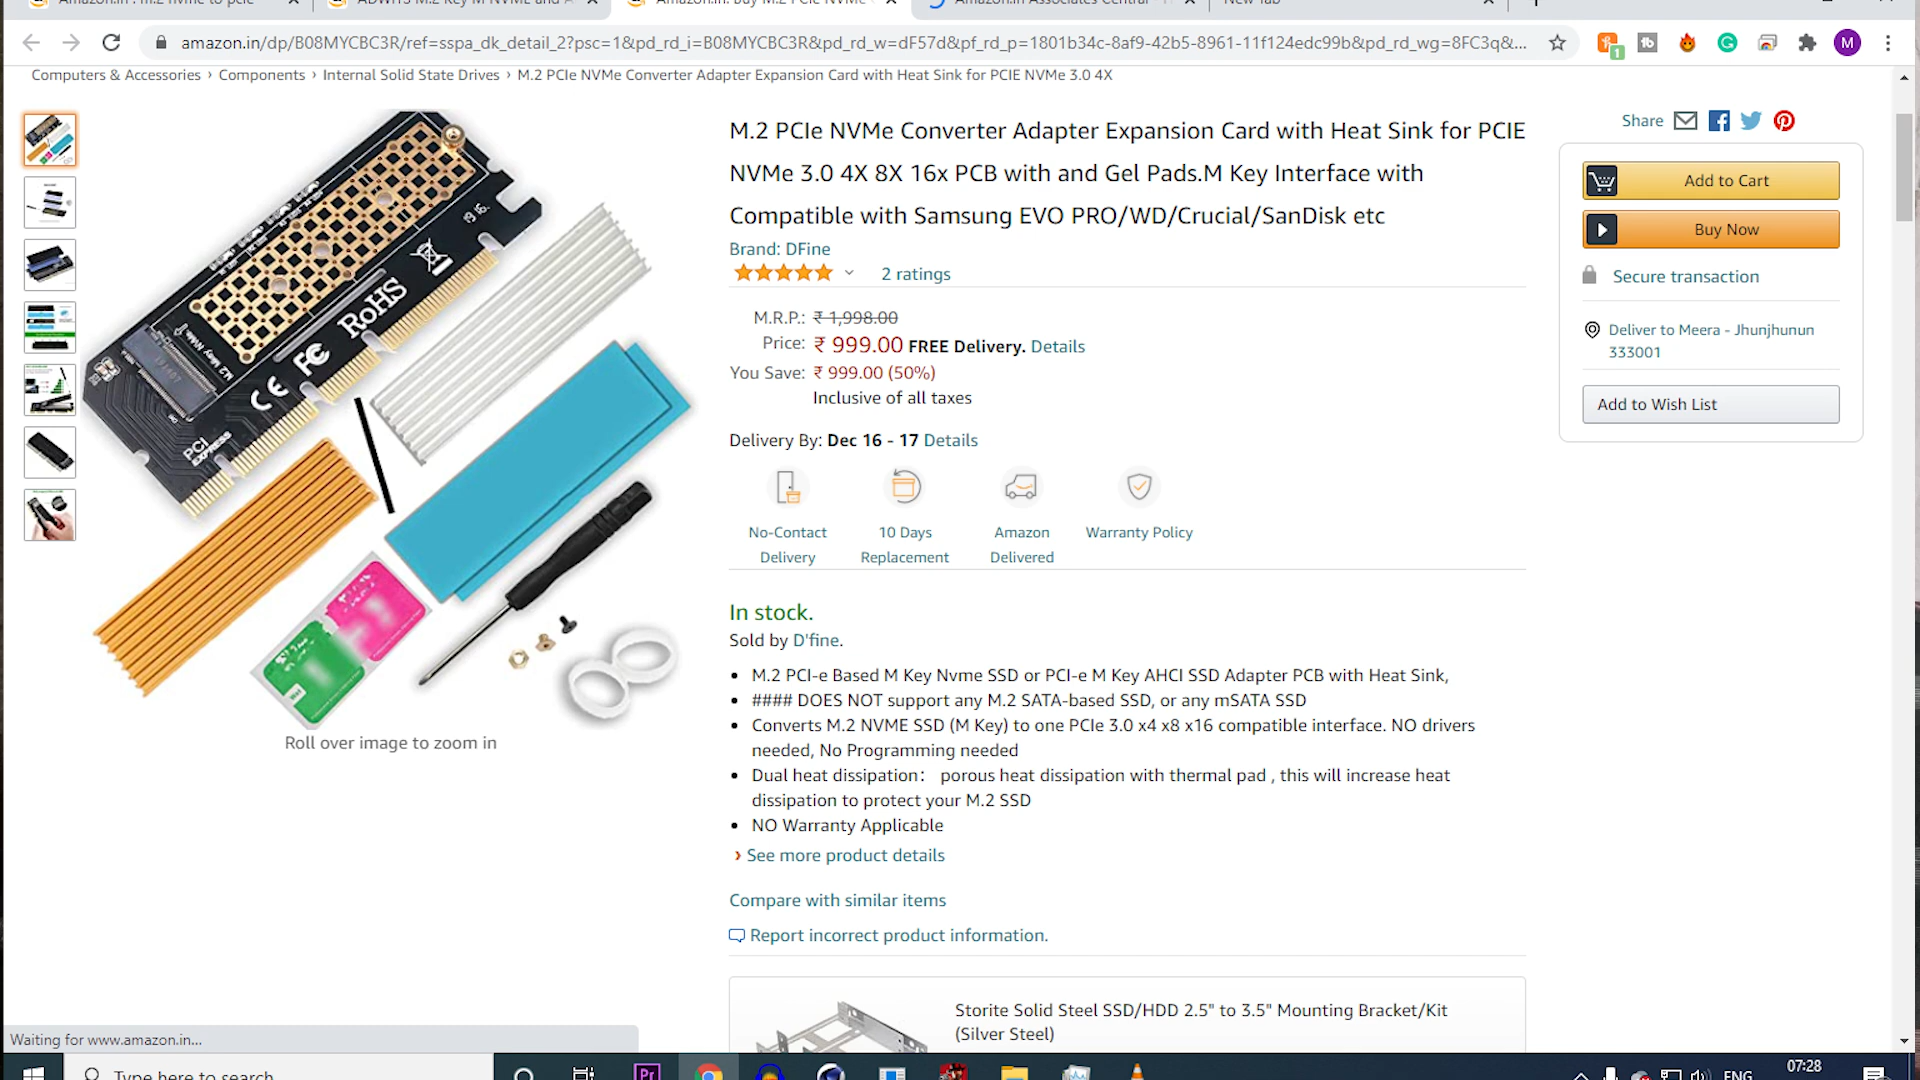 amazon.in/dp/B08MYCBC3R/ref=sspa_dk_detail_2?psc=1&pd_rd_i=B08MYCBC3R&pd_rd_w=dF57d&pf_rd_p=1801b34c-8af9-42b5-8961-11f124edc99b&pd_rd_wg=8FC3q&...
1
M
Computers & Accessories › Components › Internal Solid State Drives › M.2 PCIe NVMe Converter Adapter Expansion Card with Heat Sink for PCIE NVMe 3.0 4X
M.2 PCIe NVMe Converter Adapter Expansion Card with Heat Sink for PCIE
NVMe 3.0 4X 8X 16x PCB with and Gel Pads.M Key Interface with
Compatible with Samsung EVO PRO/WD/Crucial/SanDisk etc
Brand: DFine
2 ratings
M.R.P.: ₹ 1,998.00
Price: ₹ 999.00 FREE Delivery. Details
You Save: ₹ 999.00 (50%)
Inclusive of all taxes
Delivery By: Dec 16 - 17 Details
No-Contact Delivery
10 Days Replacement
Amazon Delivered
Warranty Policy
In stock.
Sold by D'fine.
• M.2 PCI-e Based M Key Nvme SSD or PCI-e M Key AHCI SSD Adapter PCB with Heat Sink,
• #### DOES NOT support any M.2 SATA-based SSD, or any mSATA SSD
• Converts M.2 NVME SSD (M Key) to one PCIe 3.0 x4 x8 x16 compatible interface. NO drivers
needed, No Programming needed
• Dual heat dissipation： porous heat dissipation with thermal pad , this will increase heat
dissipation to protect your M.2 SSD
• NO Warranty Applicable
› See more product details
Compare with similar items
Report incorrect product information.
Storite Solid Steel SSD/HDD 2.5" to 3.5" Mounting Bracket/Kit
(Silver Steel)
Share
Add to Cart
Buy Now
Secure transaction
Deliver to Meera - Jhunjhunun
333001
Add to Wish List
RoHS
FC
CE
PCI
EXPRESS
Roll over image to zoom in
Waiting for www.amazon.in...
Type here to search
Pr
ENG
07:28